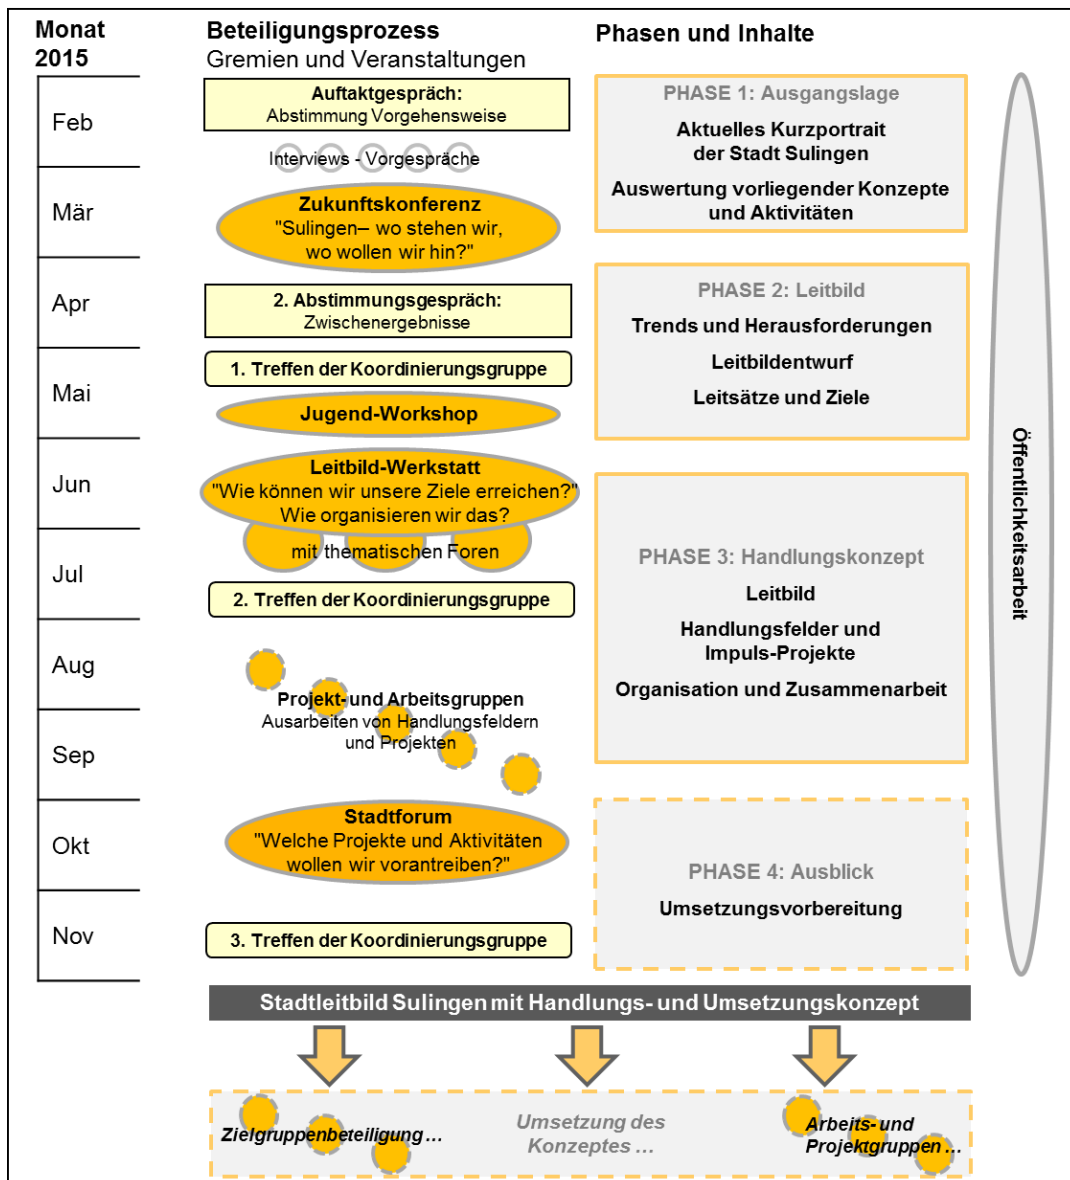 Monat
2015
Beteiligungsprozess
Gremien und Veranstaltungen
Phasen und Inhalte
Feb
Mär
Apr
Mai
Jun
Jul
Aug
Sep
Okt
Nov
Auftaktgespräch:
Abstimmung Vorgehensweise
Interviews - Vorgespräche
Zukunftskonferenz
"Sulingen– wo stehen wir,
wo wollen wir hin?"
2. Abstimmungsgespräch:
Zwischenergebnisse
1. Treffen der Koordinierungsgruppe
Jugend-Workshop
Leitbild-Werkstatt
"Wie können wir unsere Ziele erreichen?"
Wie organisieren wir das?
mit thematischen Foren
2. Treffen der Koordinierungsgruppe
Projekt-und Arbeitsgruppen
Ausarbeiten von Handlungsfeldern
und Projekten
Stadtforum
"Welche Projekte und Aktivitäten
wollen wir vorantreiben?"
3. Treffen der Koordinierungsgruppe
PHASE 1: Ausgangslage
Aktuelles Kurzportrait
der Stadt Sulingen
Auswertung vorliegender Konzepte
und Aktivitäten
PHASE 2: Leitbild
Trends und Herausforderungen
Leitbildentwurf
Leitsätze und Ziele
PHASE 3: Handlungskonzept
Leitbild
Handlungsfelder und
Impuls-Projekte
Organisation und Zusammenarbeit
PHASE 4: Ausblick
Umsetzungsvorbereitung
Öffentlichkeitsarbeit
Stadtleitbild Sulingen mit Handlungs- und Umsetzungskonzept
Zielgruppenbeteiligung ...
Umsetzung des
Konzeptes ...
Arbeits- und
Projektgruppen ...